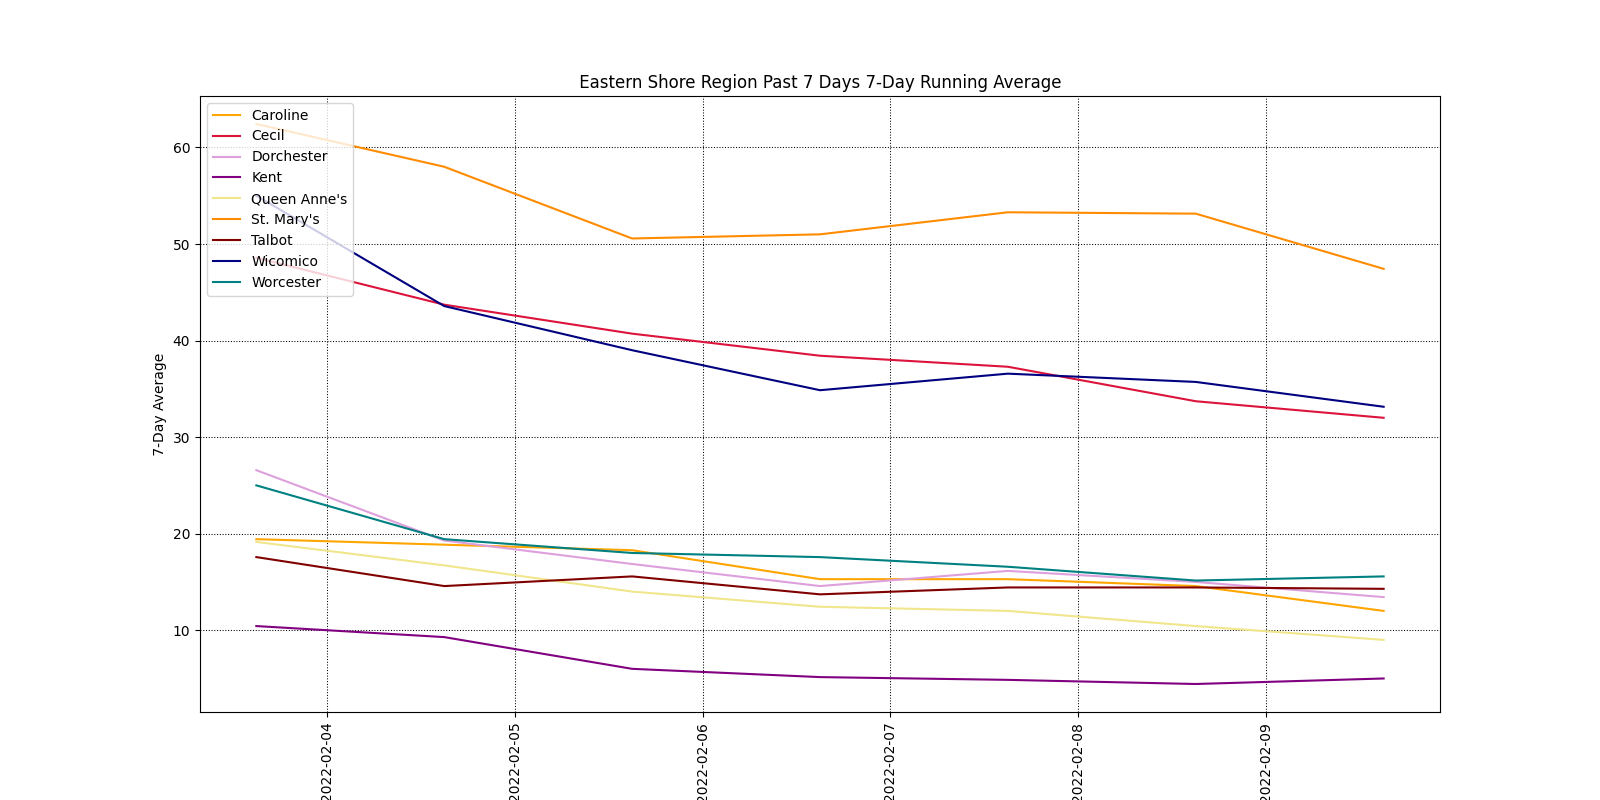 Eastern Shore Region Past 7 Days 7-Day Running Average
Caroline
Cecil
Dorchester
Kent
Queen Anne's
St. Mary's
Talbot
Wicomico
Worcester
60
50
40
30
20
10
7-Day Average
2022-02-04
2022-02-05
2022-02-06
2022-02-07
2022-02-08
2022-02-09